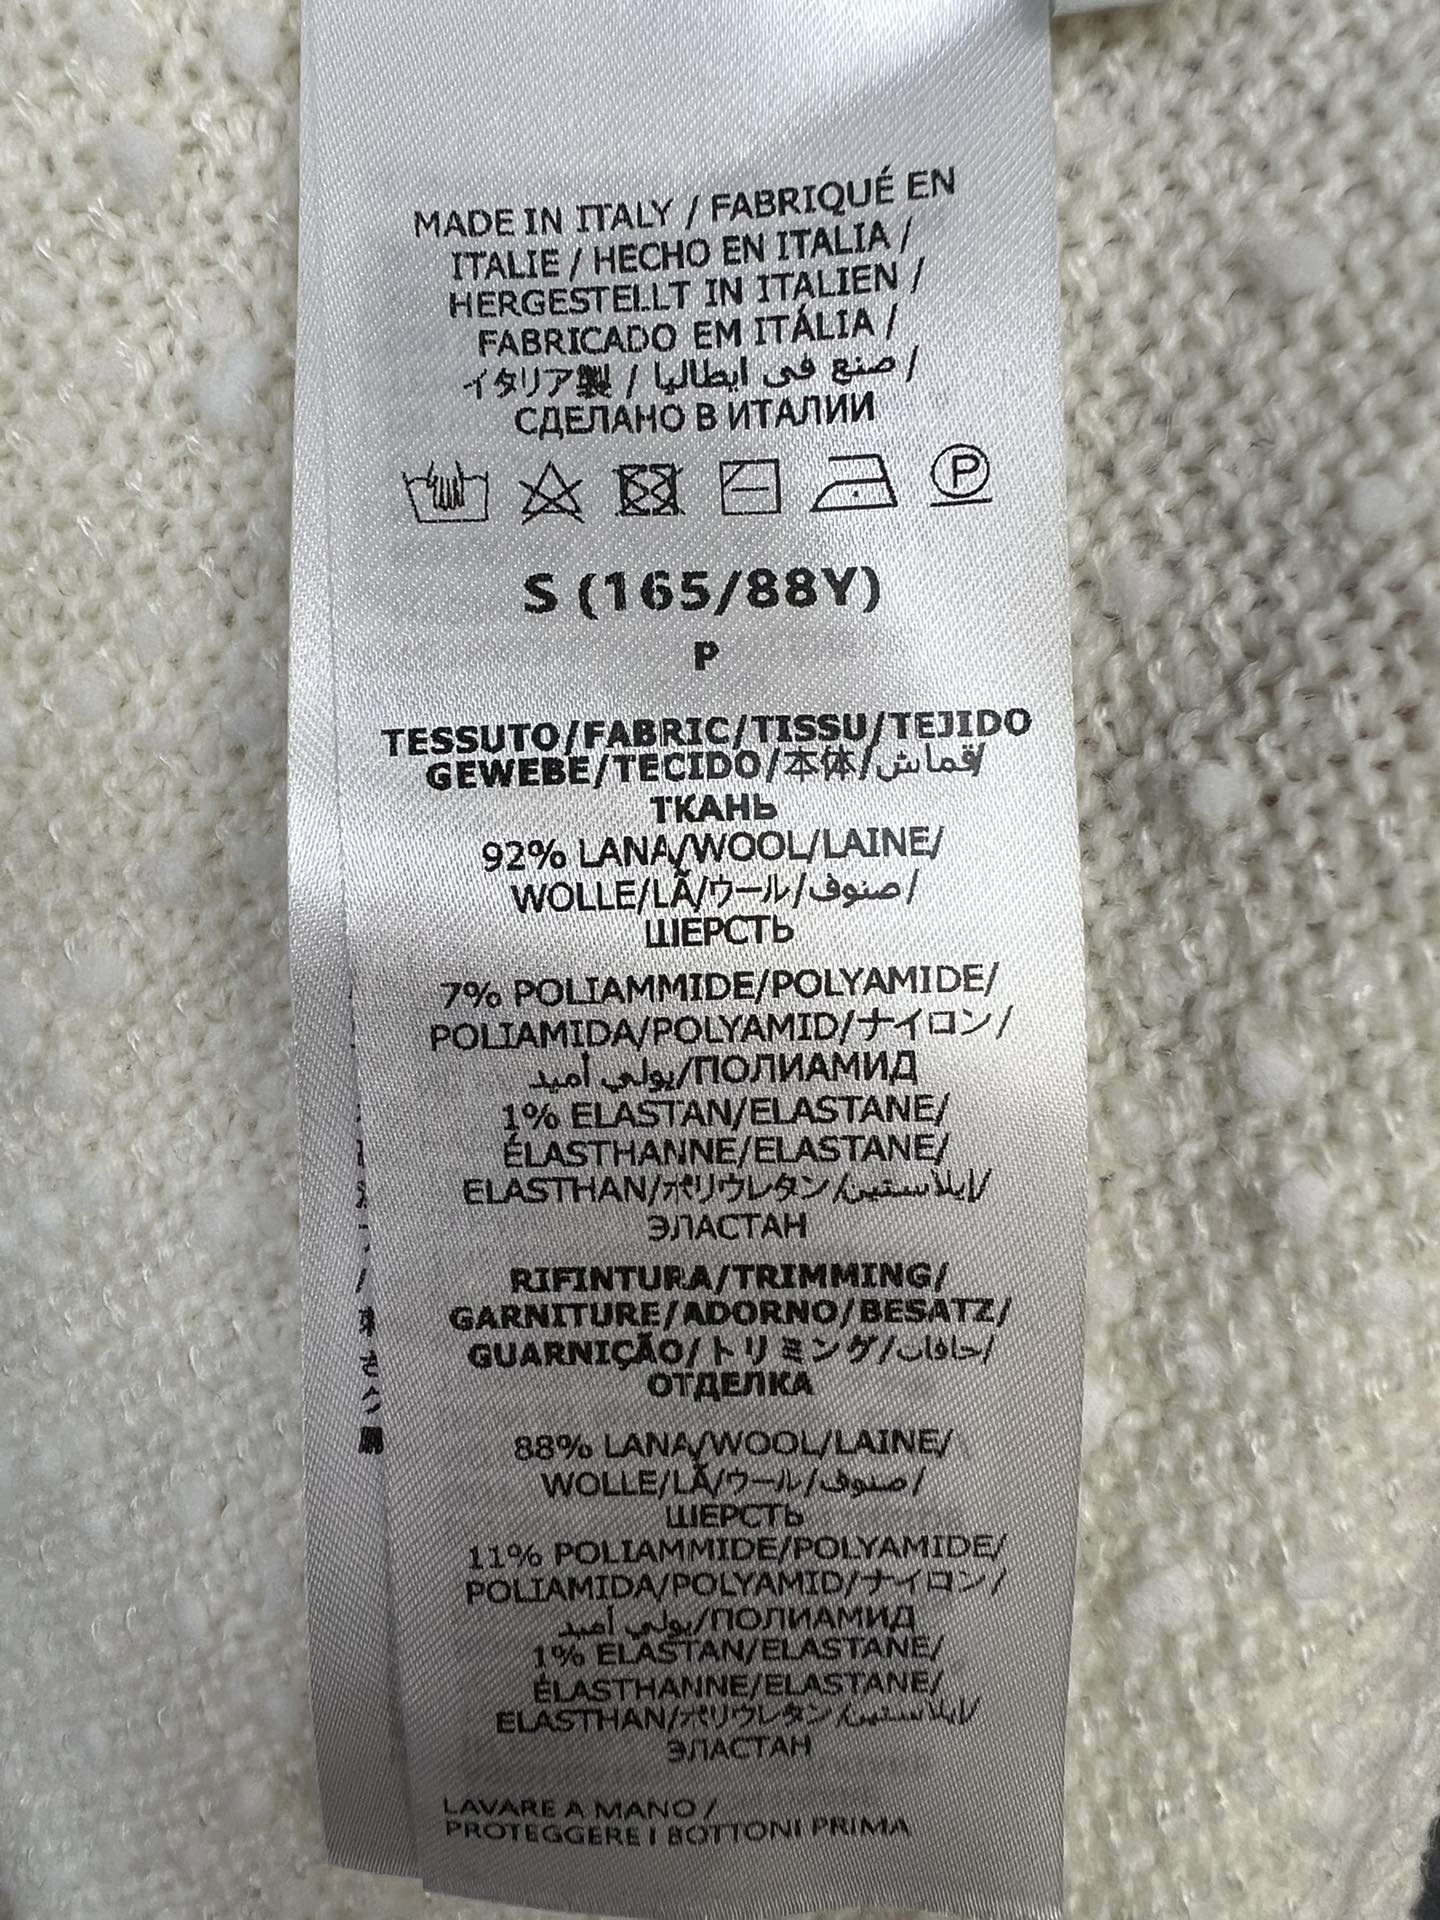 MADE IN ITALY / FABRIQUÉ EN
ITALIE / HECHO EN ITALIA /
HERGESTELLT IN ITALIEN /
FABRICADO EM ITÁLIA /
イタリア製 / صنع في ايطاليا /
СДЕЛАНО В ИТАЛИИ
P
S (165/88Y)
P
TESSUTO/FABRIC/TISSU/TEJIDO
GEWEBE/TECIDO/本体/قماش/
ТКАНЬ
92% LANA/WOOL/LAINE/
WOLLE/LÃ/ウール/صنوف/
ШЕРСТЬ
7% POLIAMMIDE/POLYAMIDE/
POLIAMIDA/POLYAMID/ナイロン/
يولي أميد/ПОЛИАМИД
1% ELASTAN/ELASTANE/
ÉLASTHANNE/ELASTANE/
ELASTHAN/ポリウレタン/إيلاستين/
ЭЛАСТАН
RIFINTURA/TRIMMING/
GARNITURE/ADORNO/BESATZ/
GUARNIÇÃO/トリミング/حافات/
ОТДЕЛКА
88% LANA/WOOL/LAINE/
WOLLE/LÃ/ウール/صنوف/
ШЕРСТЬ
11% POLIAMMIDE/POLYAMIDE/
POLIAMIDA/POLYAMID/ナイロン/
يولي أميد/ПОЛИАМИД
1% ELASTAN/ELASTANE/
ÉLASTHANNE/ELASTANE/
ELASTHAN/ポリウレタン/إيلاستين/
ЭЛАСТАН
LAVARE A MANO /
PROTEGGERE I BOTTONI PRIMA